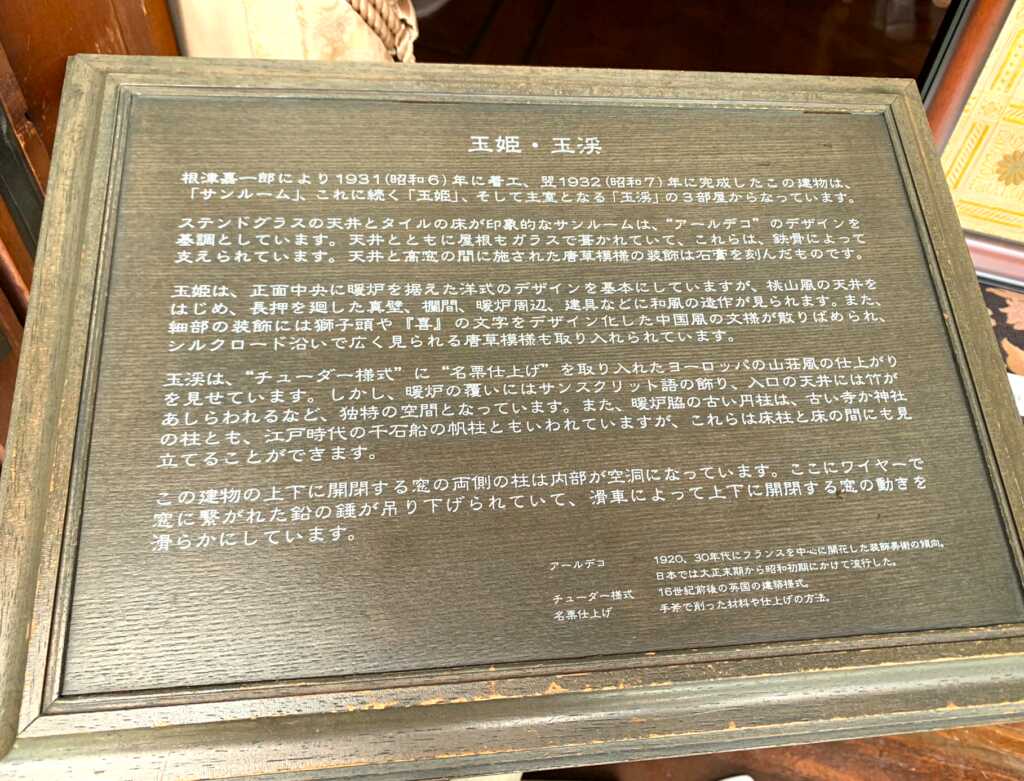 玉姫・玉渓
根津嘉一郎により1931(昭和6)年に着工、翌1932(昭和7)年に完成したこの建物は、
「サンルーム」、これに続く「玉姫」、そして主室となる「玉渓」の3部屋からなっています。
ステンドグラスの天井とタイルの床が印象的なサンルームは、“アールデコ”のデザインを
基調としています。天井とともに屋根もガラスで葺かれていて、これらは、鉄骨によって
支えられています。天井と高窓の間に施された唐草模様の装飾は石膏を刻んだものです。
玉姫は、正面中央に暖炉を据えた洋式のデザインを基本にしていますが、桃山風の天井を
はじめ、長押を廻した真壁、欄間、暖炉周辺、建具などに和風の造作が見られます。また、
細部の装飾には獅子頭や『喜』の文字をデザイン化した中国風の文様が散りばめられ、
シルクロード沿いで広く見られる唐草模様も取り入れられています。
玉渓は、“チューダー様式”に“名栗仕上げ”を取り入れたヨーロッパの山荘風の仕上がり
を見せています。しかし、暖炉の覆いにはサンスクリット語の飾り、入口の天井には竹が
あしらわれるなど、独特の空間となっています。また、暖炉脇の古い円柱は、古い寺か神社
の柱とも、江戸時代の千石船の帆柱ともいわれていますが、これらは床柱と床の間にも見
立てることができます。
この建物の上下に開閉する窓の両側の柱は内部が空洞になっています。ここにワイヤーで
窓に繋がれた鉛の錘が吊り下げられていて、滑車によって上下に開閉する窓の動きを
滑らかにしています。
アールデコ 1920、30年代にフランスを中心に開花した装飾美術の傾向。
日本では大正末期から昭和初期にかけて流行した。
チューダー様式 16世紀前後の英国の建築様式。
名栗仕上げ 手斧で削った材料や仕上げの方法。